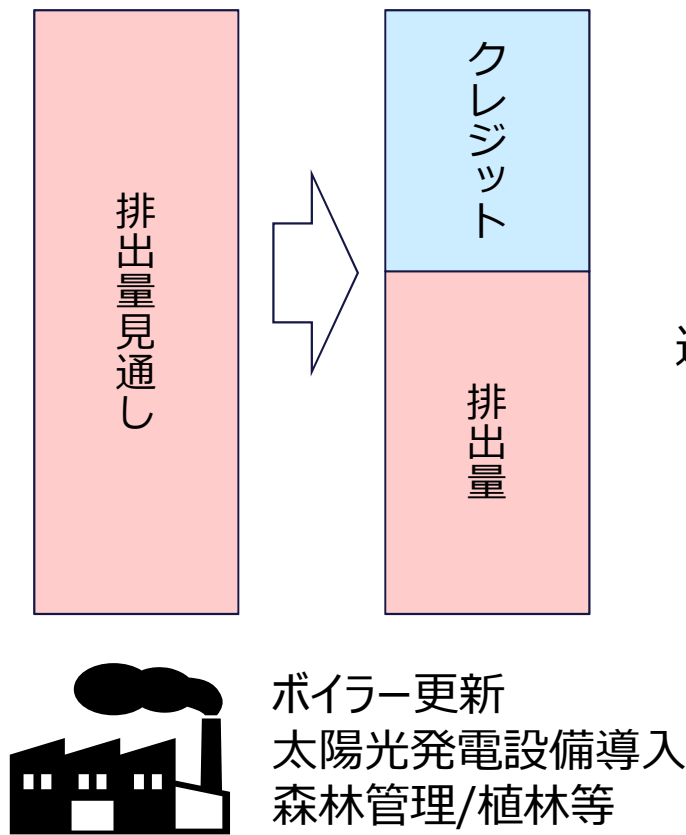 排出量見通し
クレジット
排出量
ボイラー更新
太陽光発電設備導入
森林管理/植林等